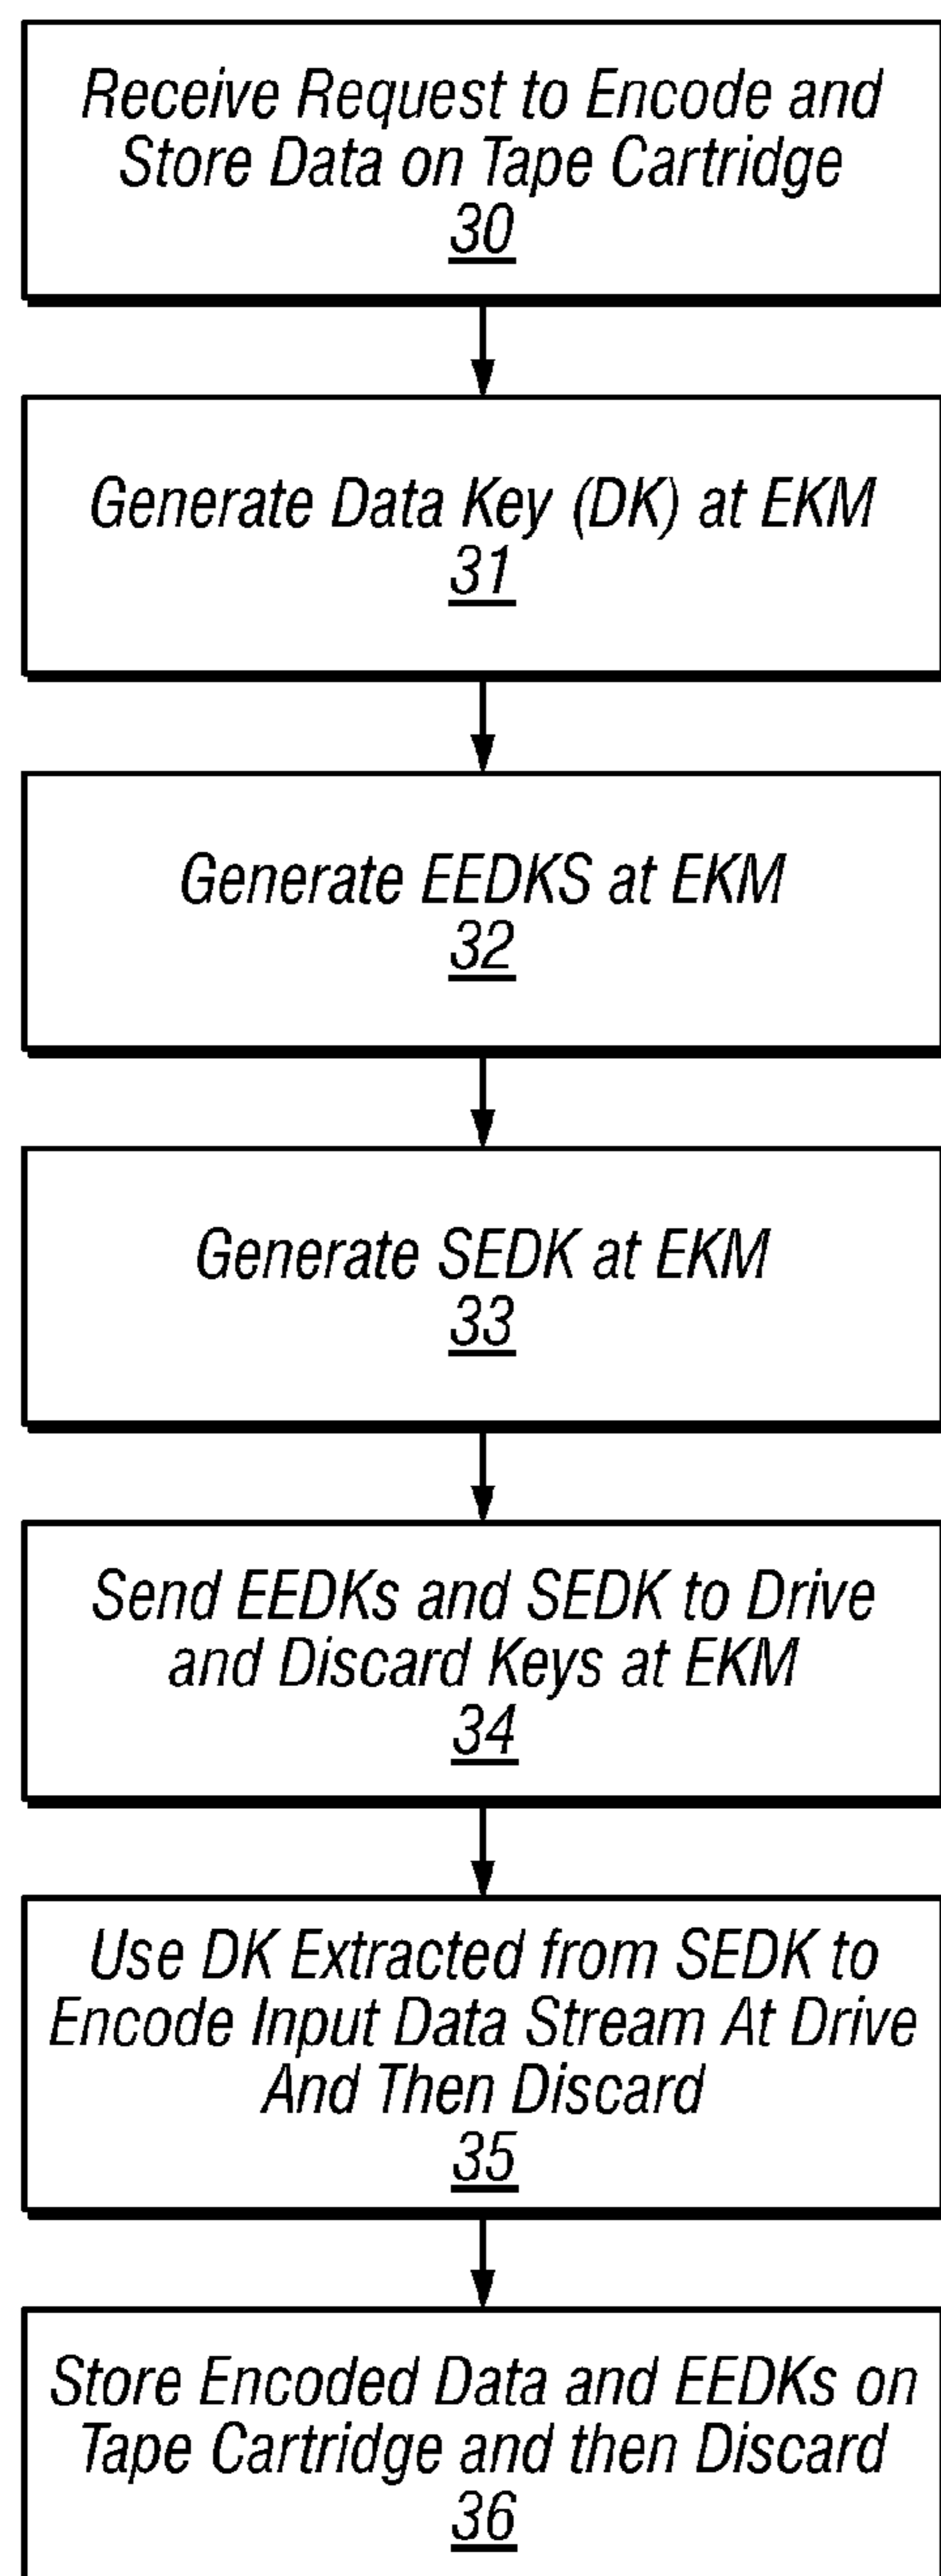 Receive Request to Encode and
Store Data on Tape Cartridge
30
Generate Data Key (DK) at EKM
31
Generate EEDKS at EKM
32
Generate SEDK at EKM
33
Send EEDKs and SEDK to Drive
and Discard Keys at EKM
34
Use DK Extracted from SEDK to
Encode Input Data Stream At Drive
And Then Discard
35
Store Encoded Data and EEDKs on
Tape Cartridge and then Discard
36